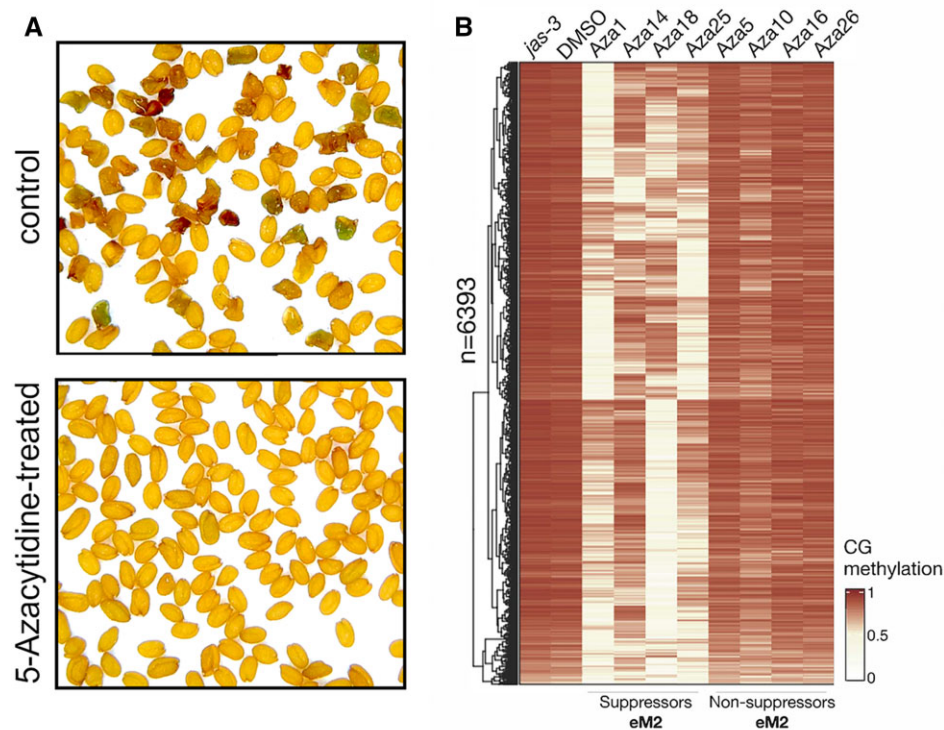 A
control
5-Azacytidine-treated
B
jas-3
DMSO
Aza1
Aza14
Aza18
Aza25
Aza5
Aza10
Aza16
Aza26
n=6393
CG
methylation
1
0.5
0
Suppressors
eM2
Non-suppressors
eM2